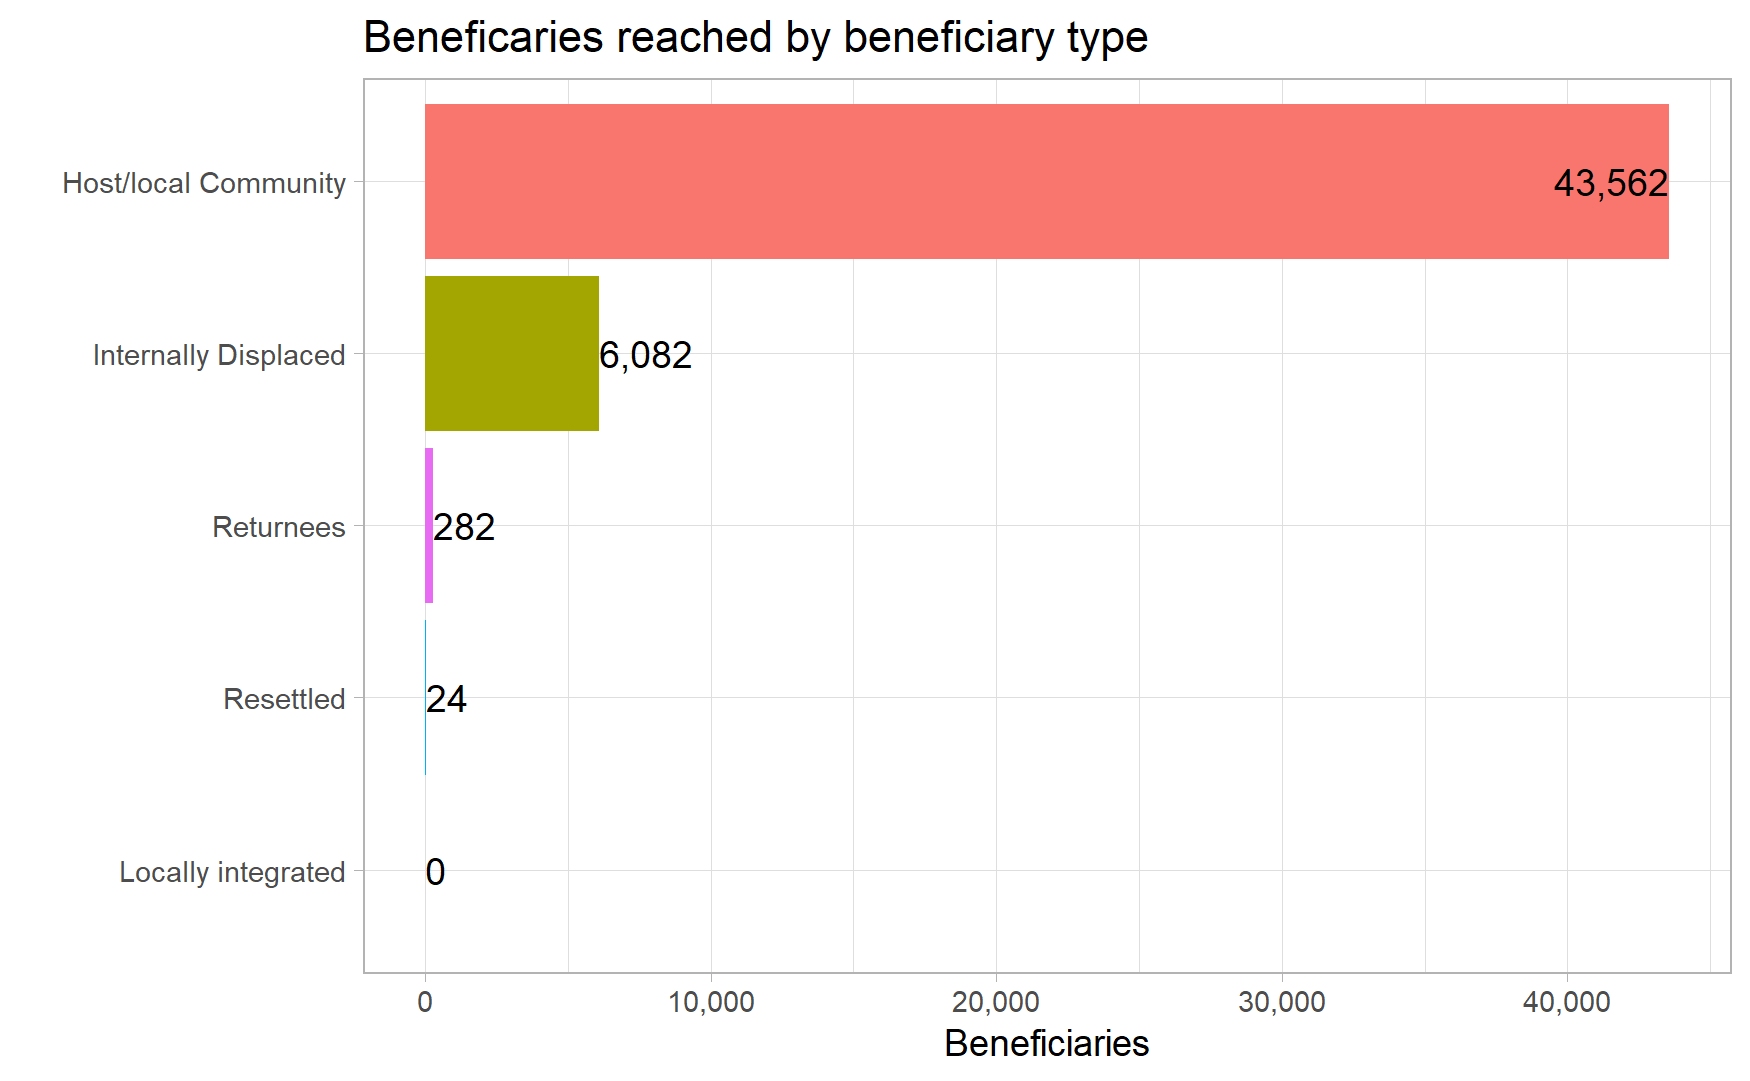 Beneficaries reached by beneficiary type
Host/local Community
43,562
Internally Displaced
6,082
Returnees
282
Resettled
24
Locally integrated
0
0 10,000 20,000 30,000 40,000
Beneficiaries